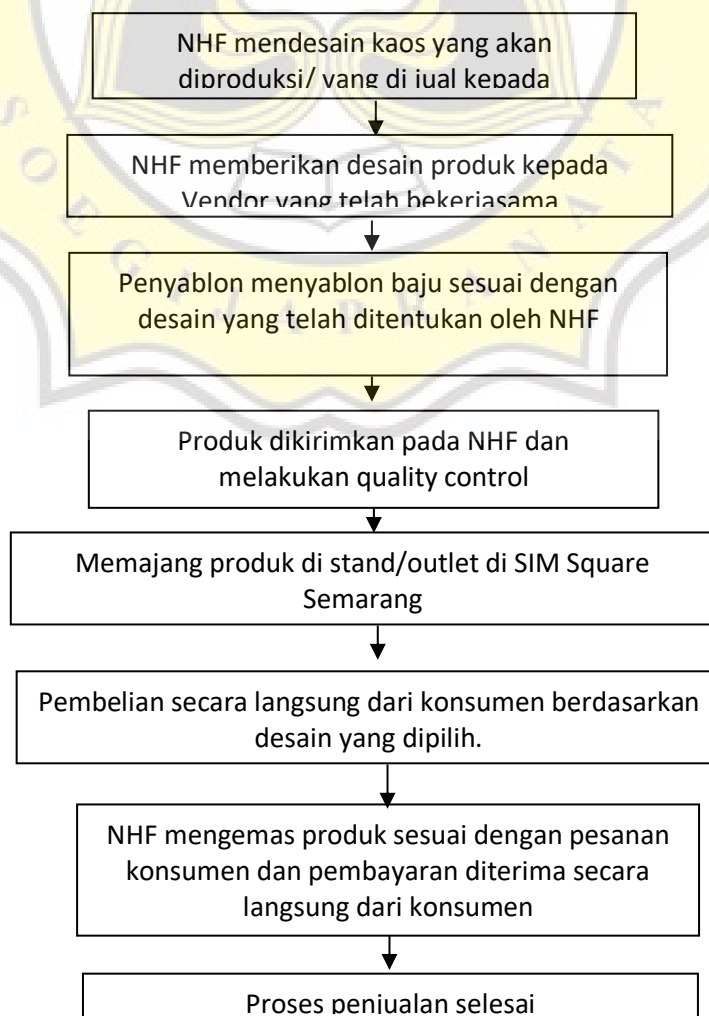 NHF mendesain kaos yang akan
diproduksi/ yang di jual kepada
NHF memberikan desain produk kepada
Vendor yang telah bekerjasama
Penyablon menyablon baju sesuai dengan
desain yang telah ditentukan oleh NHF
Produk dikirimkan pada NHF dan
melakukan quality control
Memajang produk di stand/outlet di SIM Square
Semarang
Pembelian secara langsung dari konsumen berdasarkan
desain yang dipilih.
NHF mengemas produk sesuai dengan pesanan
konsumen dan pembayaran diterima secara
langsung dari konsumen
Proses penjualan selesai
SOEGIJAPRANATA